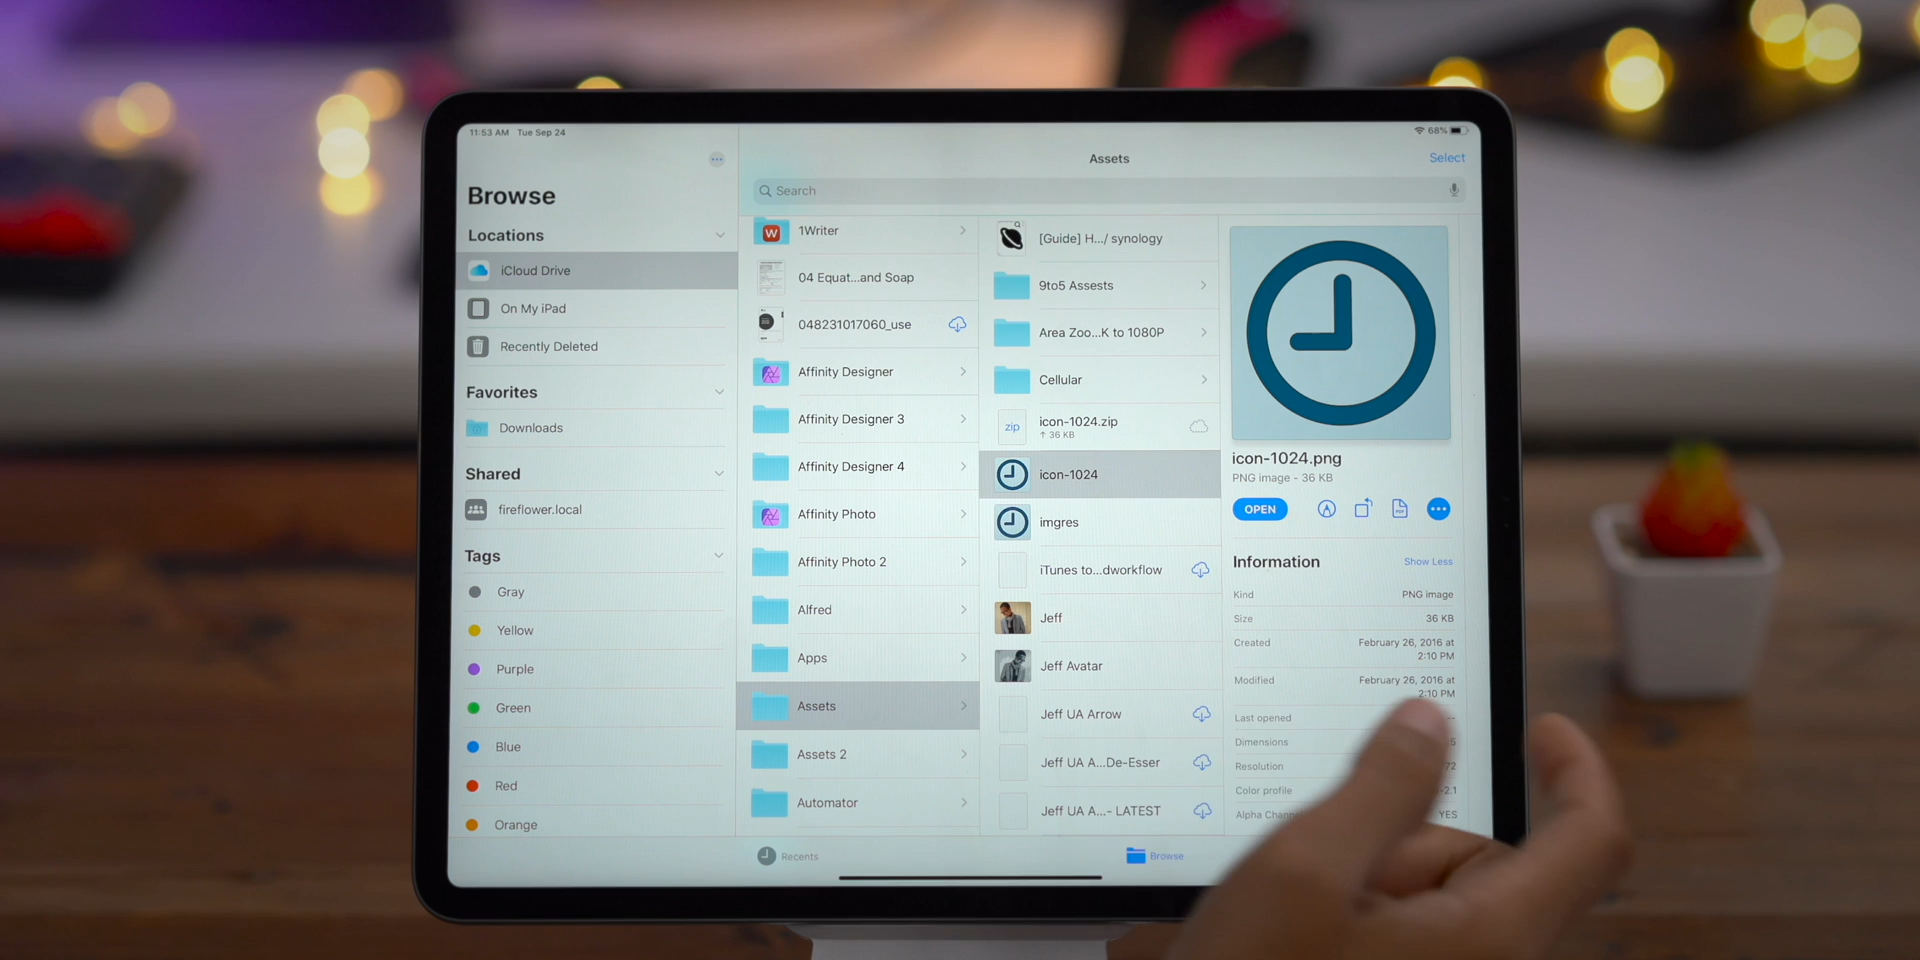 11:53 AM Tue Sep 24
68%
Browse
Locations
iCloud Drive
On My iPad
Recently Deleted
Favorites
Downloads
Shared
fireflower.local
Tags
Gray
Yellow
Purple
Green
Blue
Red
Orange
Assets
Select
Search
W
1Writer
04 Equat...and Soap
048231017060_use
Affinity Designer
Affinity Designer 3
Affinity Designer 4
Affinity Photo
Affinity Photo 2
Alfred
Apps
Assets
Assets 2
Automator
[Guide] H.../ synology
9to5 Assests
Area Zoo...K to 1080P
Cellular
zip
icon-1024.zip
↑ 36 KB
icon-1024
imgres
iTunes to...dworkflow
Jeff
Jeff Avatar
Jeff UA Arrow
Jeff UA A...De-Esser
Jeff UA A...- LATEST
icon-1024.png
PNG image - 36 KB
OPEN
PDF
Information
Show Less
Kind PNG image
Size 36 KB
Created February 26, 2016 at
2:10 PM
Modified February 26, 2016 at
2:10 PM
Last opened --
Dimensions
Resolution 72
Color profile -2.1
Alpha YES
Recents
Browse